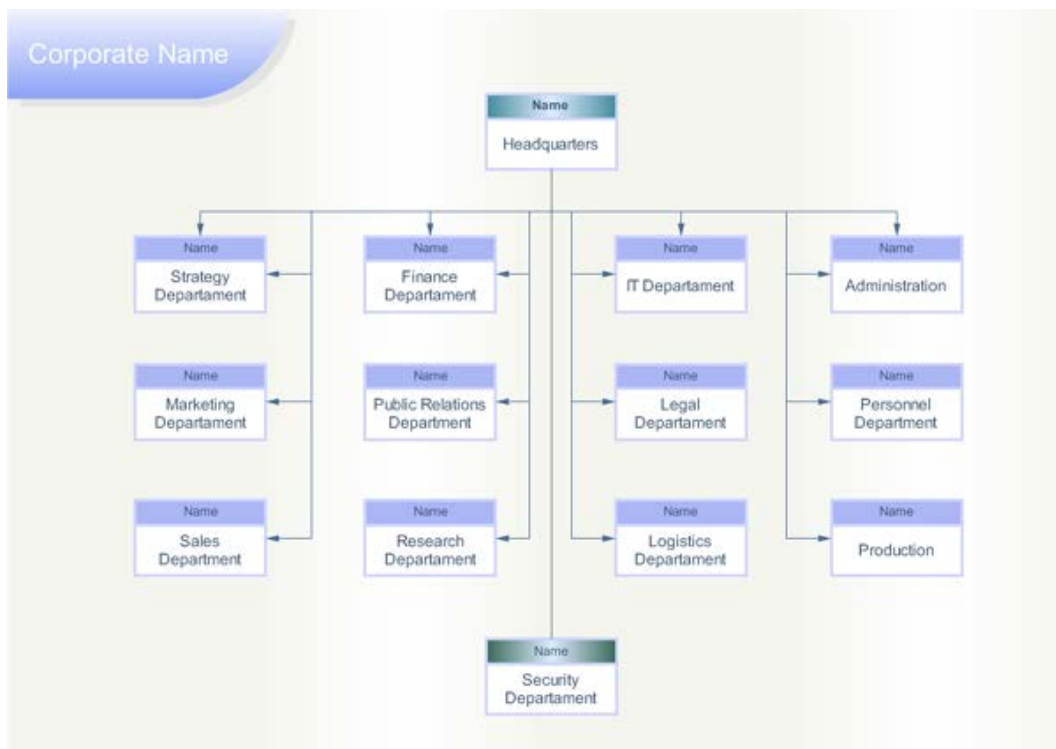 Corporate Name
Name
Headquarters
Name
Strategy
Departament
Name
Finance
Departament
Name
IT Departament
Name
Administration
Name
Marketing
Departament
Name
Public Relations
Department
Name
Legal
Departament
Name
Personnel
Department
Name
Sales
Department
Name
Research
Departament
Name
Logistics
Departament
Name
Production
Name
Security
Departament